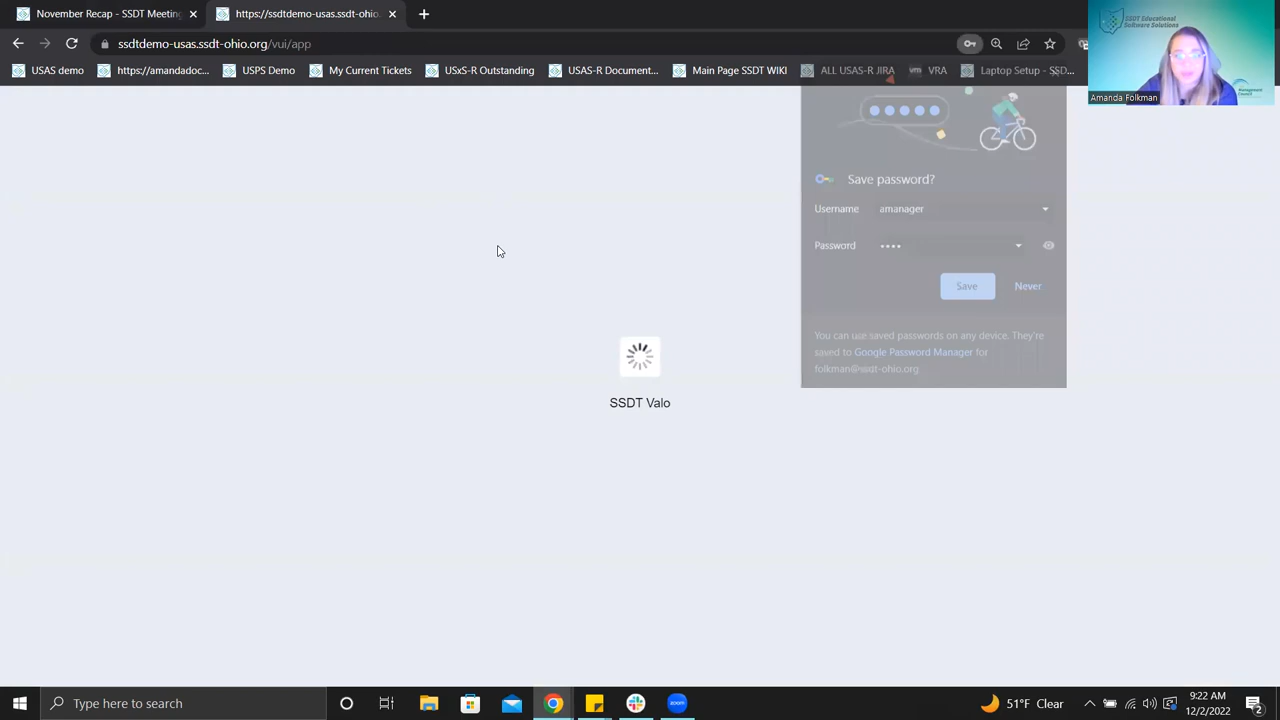 November Recap - SSDT Meeting
https://ssdtdemo-usas.ssdt-ohio.
ssdtdemo-usas.ssdt-ohio.org/vui/app
USAS demo
https://amandadoc...
USPS Demo
My Current Tickets
USxS-R Outstanding
USAS-R Document...
Main Page SSDT WIKI
ALL USAS-R JIRA
VRA
Laptop Setup - SSD...
SSDT Educational
Software Solutions
Management
Council
Amanda Folkman
Save password?
Username
amanager
Password
Save
Never
You can use saved passwords on any device. They're
saved to Google Password Manager for
folkman@ssdt-ohio.org
SSDT Valo
Type here to search
zoom
51°F Clear
9:22 AM
12/2/2022
2